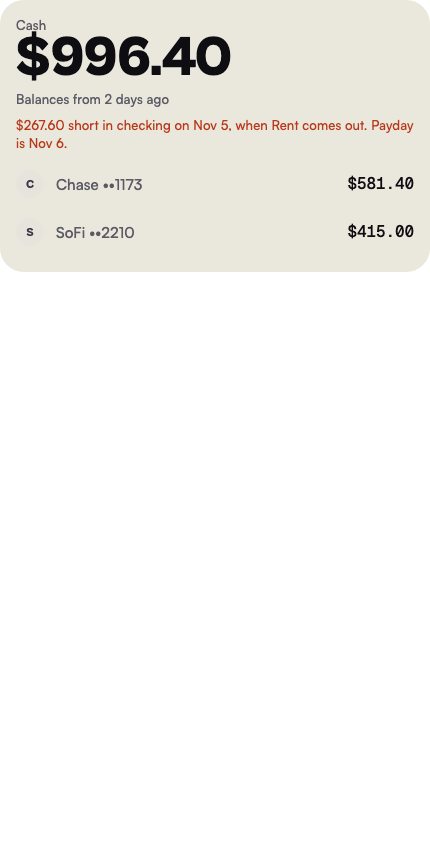 Cash
$996.40
Balances from 2 days ago
$267.60 short in checking on Nov 5, when Rent comes out. Payday
is Nov 6.
C Chase ••1173 $581.40
S SoFi ••2210 $415.00